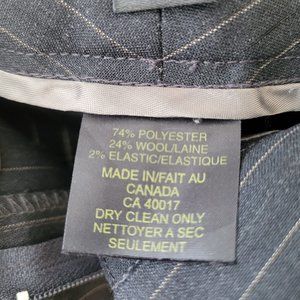 74% POLYESTER
24% WOOL/LAINE
2% ELASTIC/ELASTIQUE
MADE IN/FAIT AU
CANADA
CA 40017
DRY CLEAN ONLY
NETTOYER A SEC
SEULEMENT